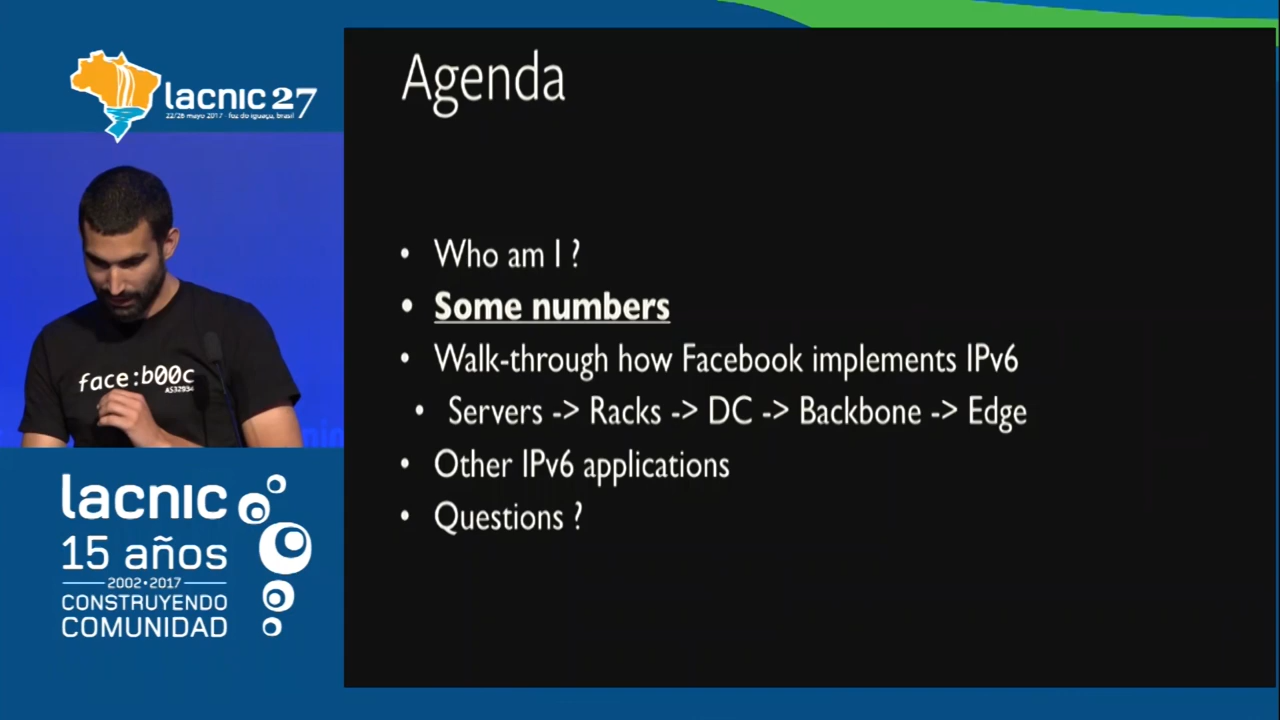 lacnic 27
22/26 mayo 2017 - foz do iguaçu, brasil
face:b00c
AS32934
lacnic
15 años
2002•2017
CONSTRUYENDO
COMUNIDAD
Agenda
• Who am I ?
• Some numbers
• Walk-through how Facebook implements IPv6
• Servers -> Racks -> DC -> Backbone -> Edge
• Other IPv6 applications
• Questions ?